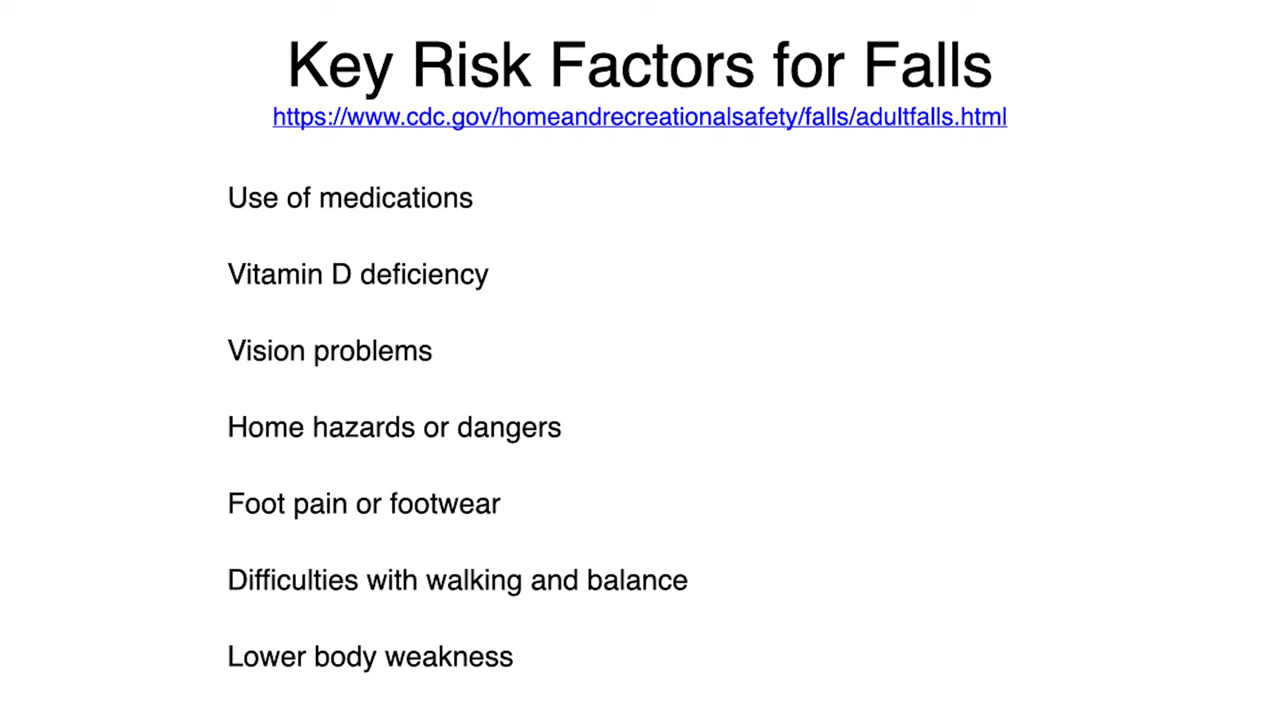 Key Risk Factors for Falls
https://www.cdc.gov/homeandrecreationalsafety/falls/adultfalls.html
Use of medications
Vitamin D deficiency
Vision problems
Home hazards or dangers
Foot pain or footwear
Difficulties with walking and balance
Lower body weakness